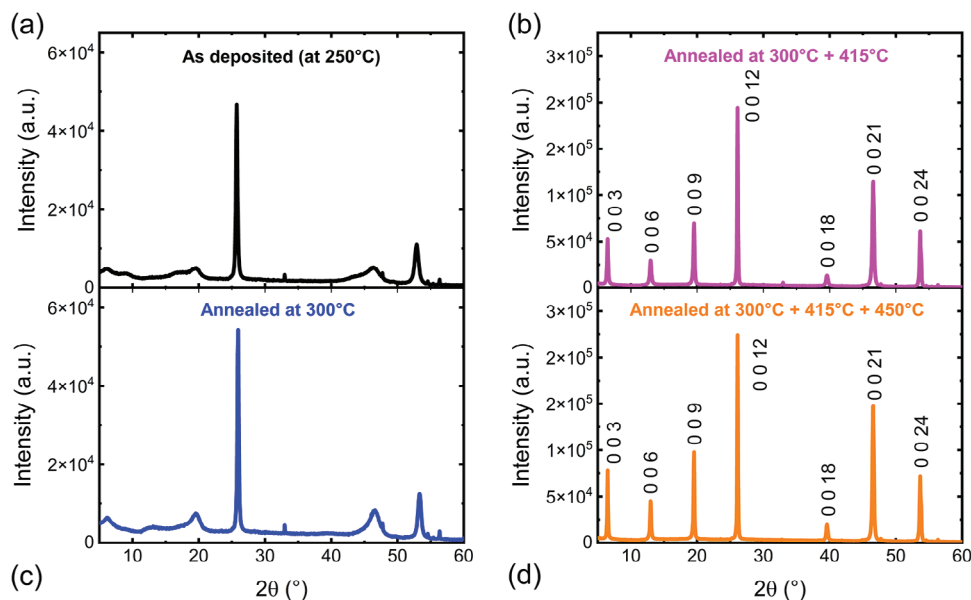 (a)
As deposited (at 250°C)
Intensity (a.u.)
6×10⁴
4×10⁴
2×10⁴
0
(b)
Annealed at 300°C + 415°C
Intensity (a.u.)
3×10⁵
2×10⁵
2×10⁵
1×10⁵
5×10⁴
0
0 0 3
0 0 6
0 0 9
0 0 12
0 0 18
0 0 21
0 0 24
Annealed at 300°C
Intensity (a.u.)
6×10⁴
4×10⁴
2×10⁴
0
0 10 20 30 40 50 60
2θ (°)
(c)
Annealed at 300°C + 415°C + 450°C
Intensity (a.u.)
3×10⁵
2×10⁵
2×10⁵
1×10⁵
5×10⁴
0
0 0 3
0 0 6
0 0 9
0 0 12
0 0 18
0 0 21
0 0 24
10 20 30 40 50 60
2θ (°)
(d)